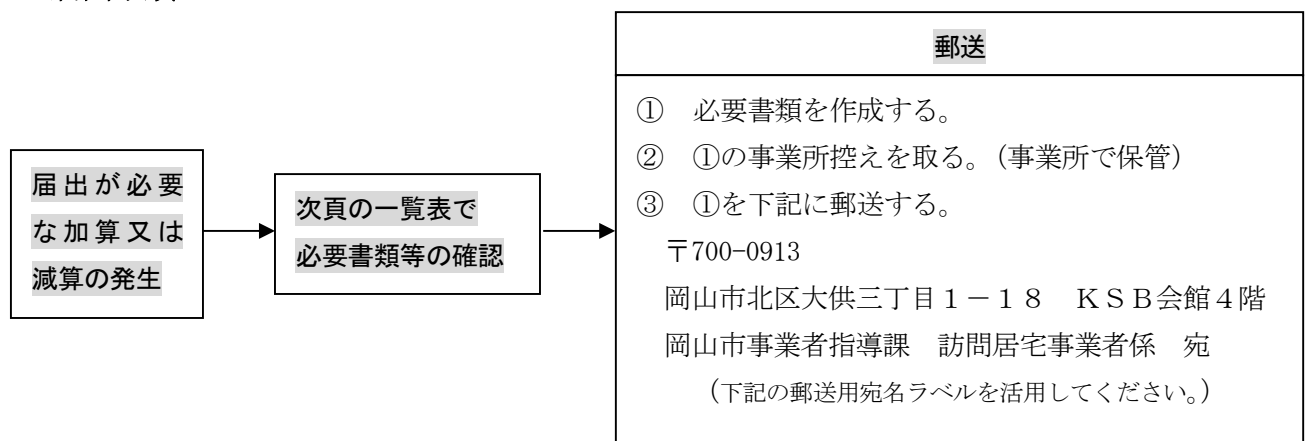 届出が必要
な加算又は
減算の発生
次頁の一覧表で
必要書類等の確認
郵送
① 必要書類を作成する。
② ①の事業所控えを取る。(事業所で保管)
③ ①を下記に郵送する。
〒700-0913
岡山市北区大供三丁目1-18 KSB会館4階
岡山市事業者指導課 訪問居宅事業者係 宛
(下記の郵送用宛名ラベルを活用してください。)